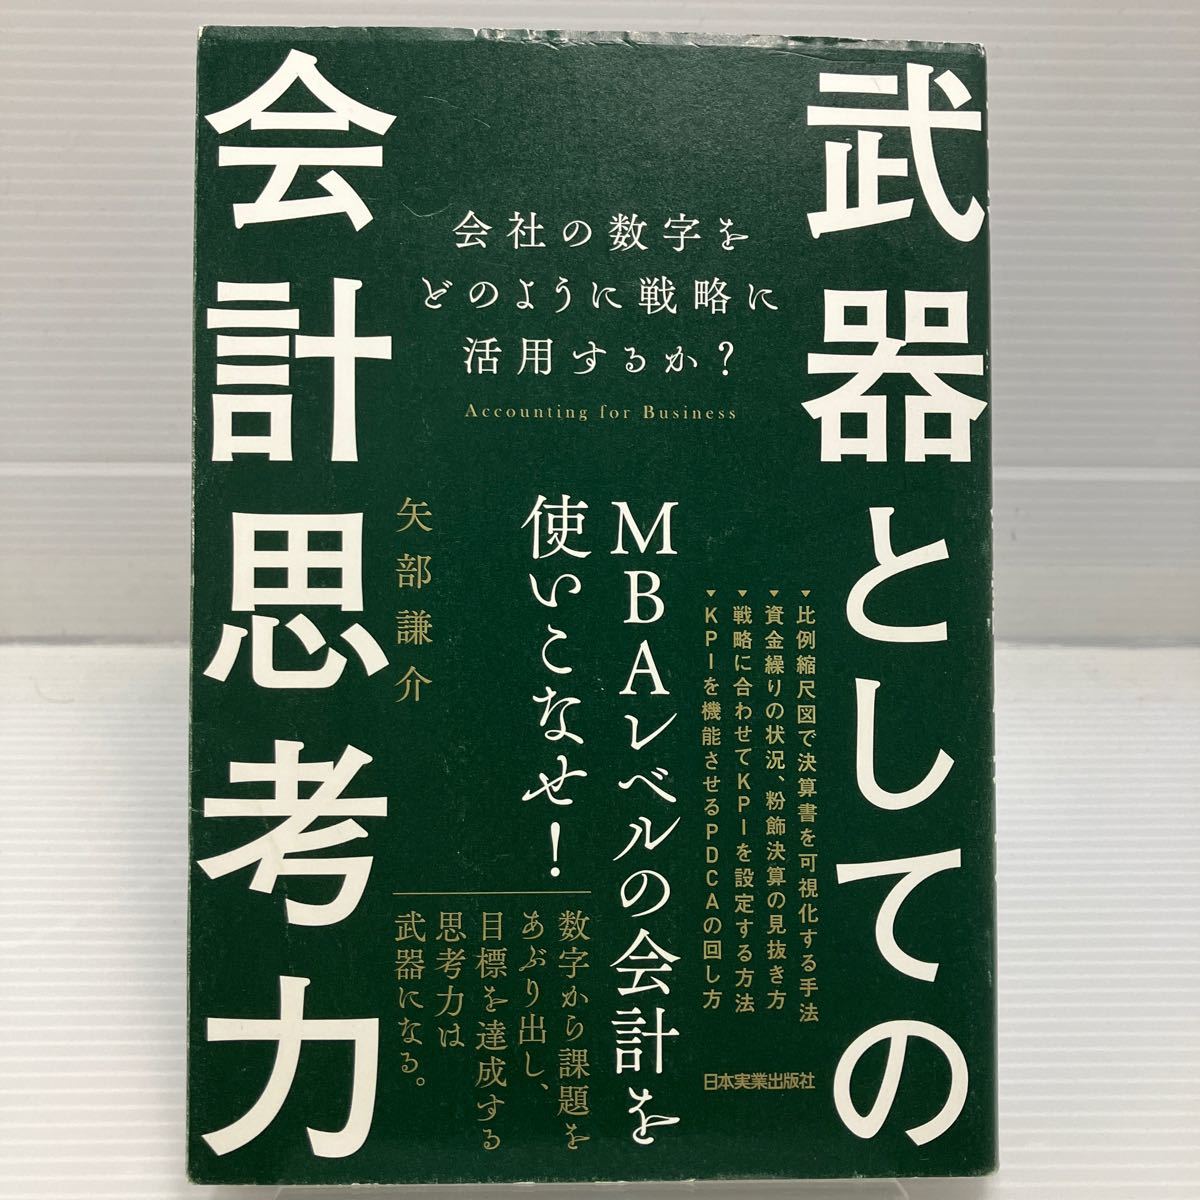 武器としての
会計思考力
会社の数字を
どのように戦略に
活用するか?
Accounting for Business
MBAレベルの会計を
使いこなせ!
矢部謙介
▼比例縮尺図で決算書を可視化する手法
▼資金繰りの状況、粉飾決算の見抜き方
▼戦略に合わせてKPIを設定する方法
▼KPIを機能させるPDCAの回し方
数字から課題を
あぶり出し、
目標を達成する
思考力は
武器になる。
日本実業出版社